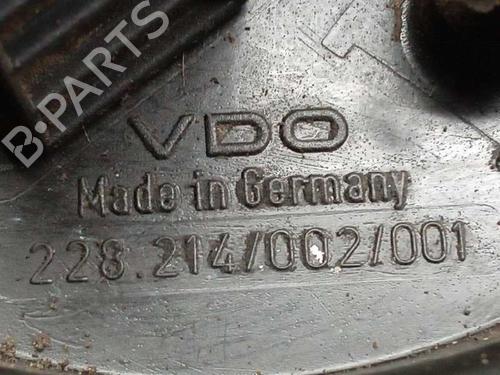 B·PARTS
VDO
Made in Germany
228.214/002/001